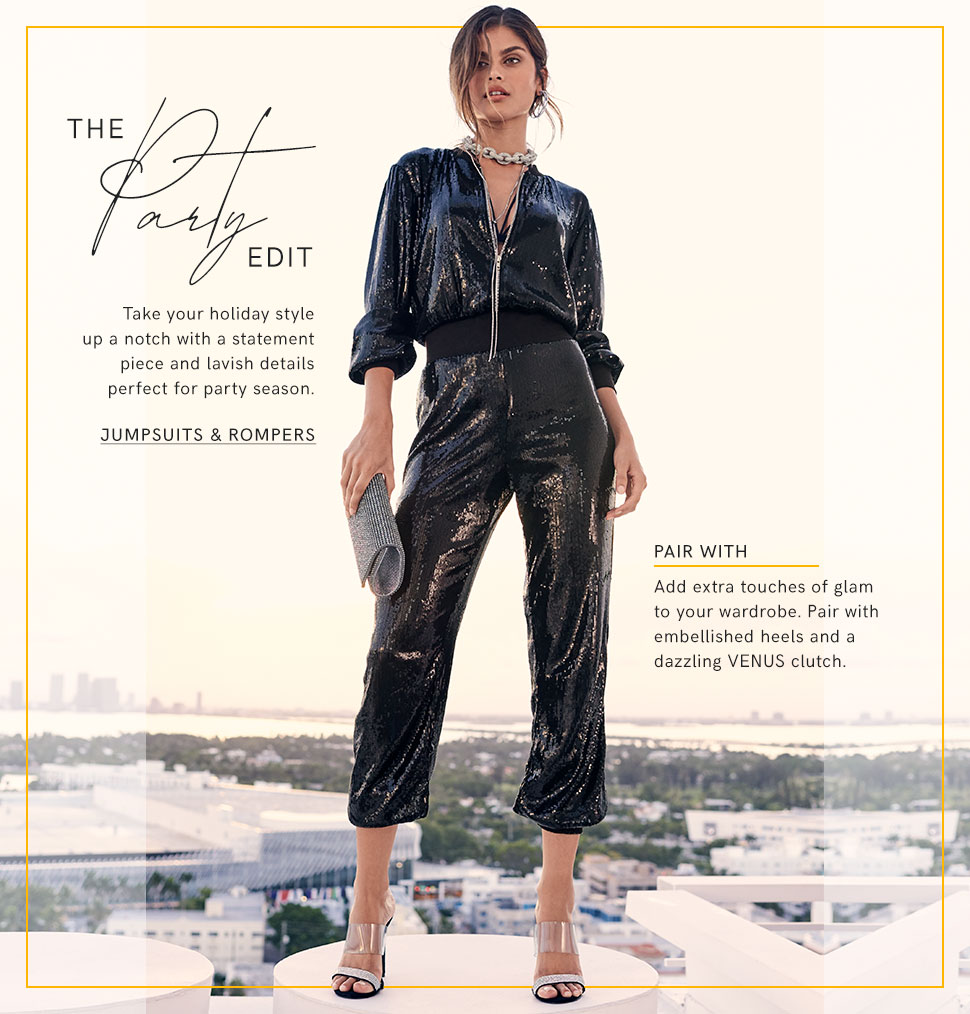 THE
Party
EDIT
Take your holiday style
up a notch with a statement
piece and lavish details
perfect for party season.
JUMPSUITS & ROMPERS
PAIR WITH
Add extra touches of glam
to your wardrobe. Pair with
embellished heels and a
dazzling VENUS clutch.